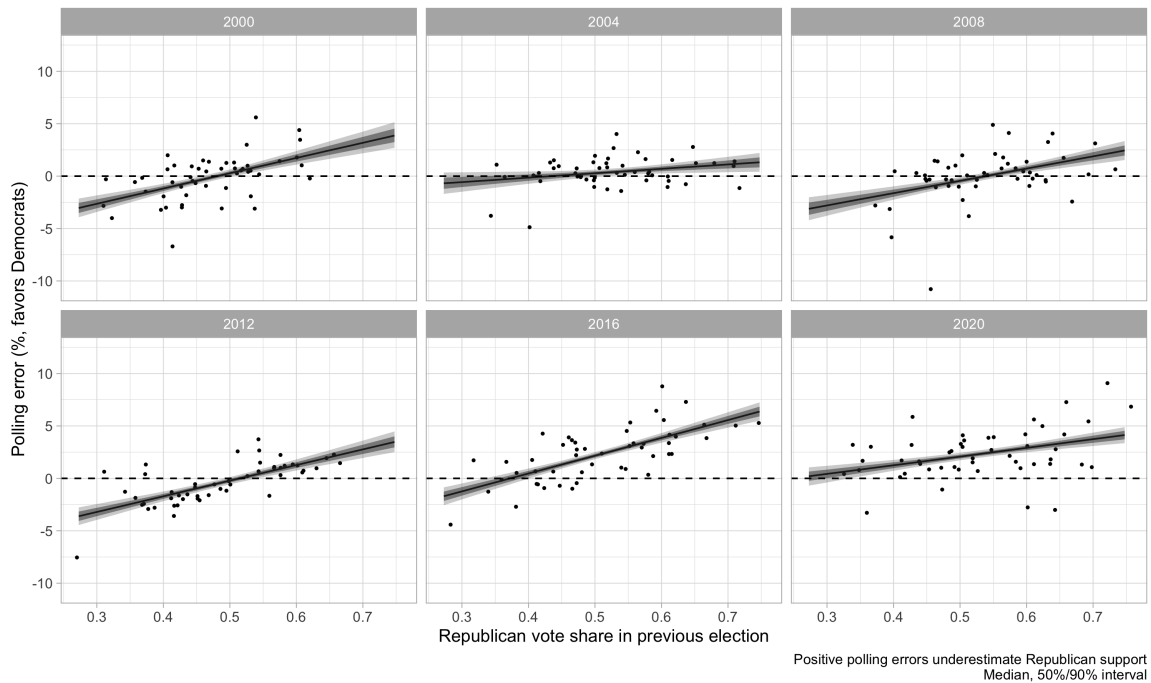 2000 2004 2008
10
5
0
-5
-10
2012 2016 2020
10
5
0
-5
-10
0.3 0.4 0.5 0.6 0.7 0.3 0.4 0.5 0.6 0.7 0.3 0.4 0.5 0.6 0.7
Polling error (%, favors Democrats)
Republican vote share in previous election
Positive polling errors underestimate Republican support
Median, 50%/90% interval